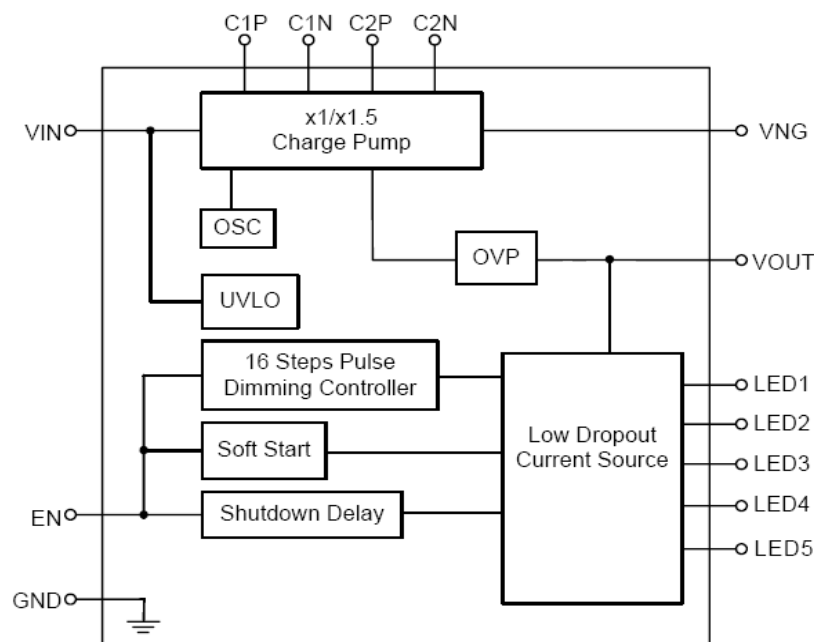 C1P C1N C2P C2N
x1/x1.5
Charge Pump
VIN
VNG
OSC
OVP
VOUT
UVLO
16 Steps Pulse
Dimming Controller
LED1
LED2
Low Dropout
Current Source
Soft Start
LED3
LED4
EN
Shutdown Delay
LED5
GND